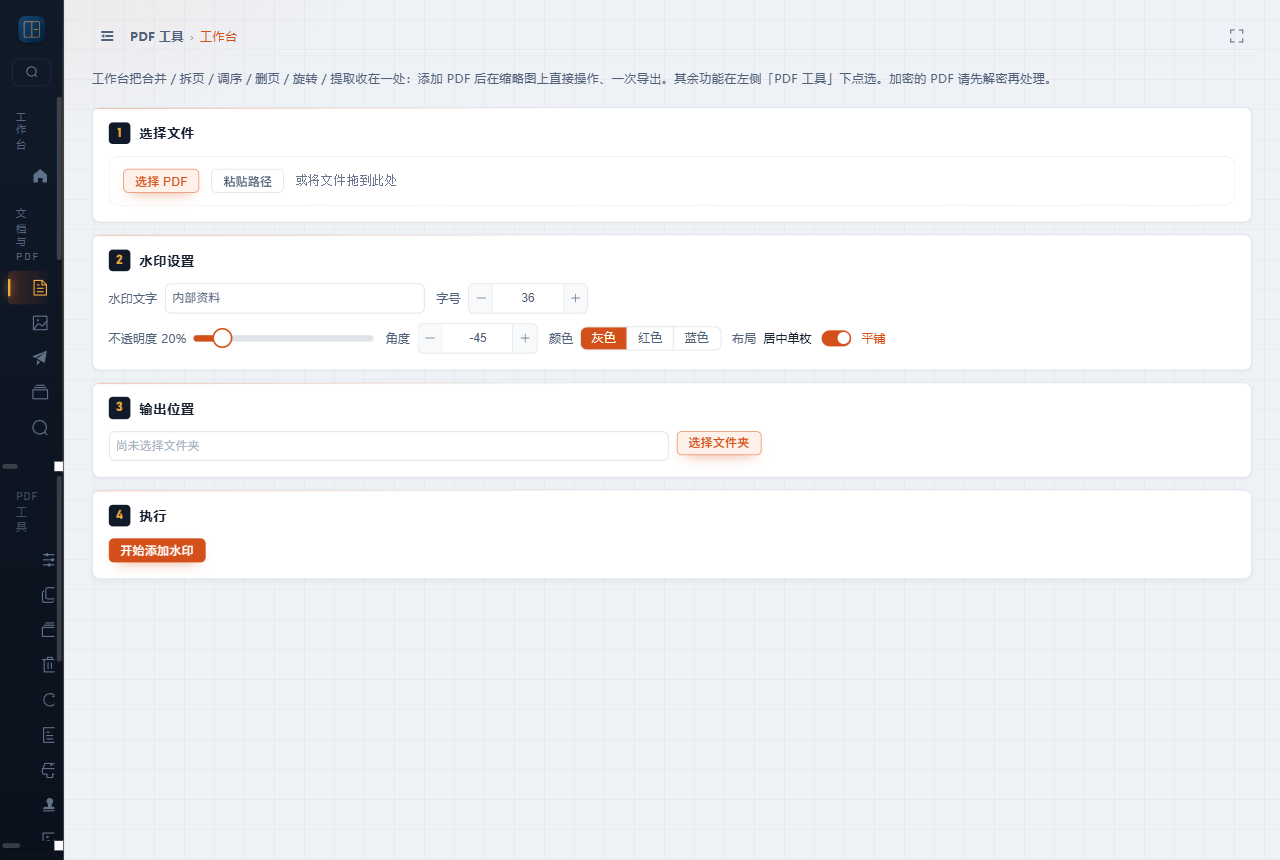 工作台
文档与PDF
PDF工具
PDF 工具 › 工作台
工作台把合并 / 拆页 / 调序 / 删页 / 旋转 / 提取收在一处：添加 PDF 后在缩略图上直接操作、一次导出。其余功能在左侧「PDF 工具」下点选。加密的 PDF 请先解密再处理。
1 选择文件
选择 PDF 粘贴路径 或将文件拖到此处
2 水印设置
水印文字 内部资料 字号 − 36 +
不透明度 20% 角度 − -45 + 颜色 灰色 红色 蓝色 布局 居中单枚 平铺
3 输出位置
尚未选择文件夹 选择文件夹
4 执行
开始添加水印